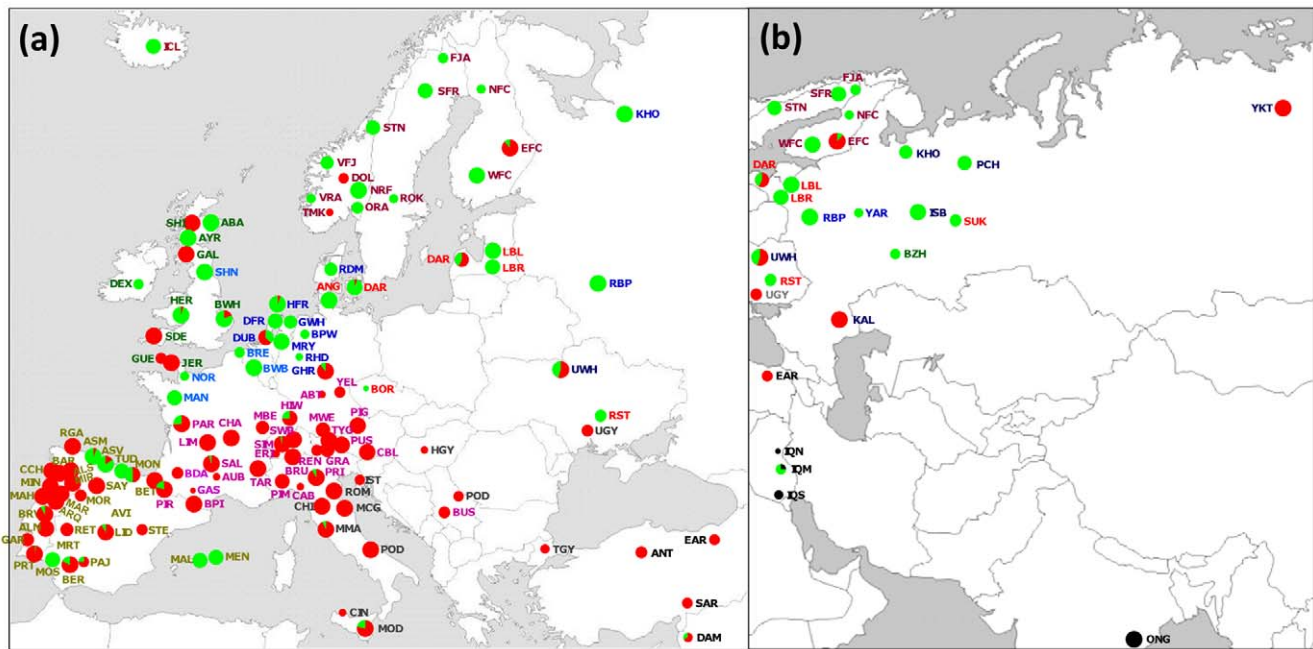 (a)
ICL
FJA
SFR
NFC
KHO
STN
EFC
VFJ
DOL
WFC
VRA
NRF
ROK
TMK
ORA
SHE
ABA
AYR
GAL
LBL
DAR
LBR
SHN
RDM
DEX
ANG
DAR
RBP
HER
BWH
HFR
DFR
GWH
SDE
DUB
BPW
MRY
GUE
JER
BRE
RHD
BWB
GHR
UWH
NOR
YEL
BOR
MAN
ABT
HIW
RST
PAR
CHA
MBE
MWE
PIG
UGY
RGA
ASM
LIM
SWB
TYG
ASV
SIM
PUS
HGY
BAR
TUD
MON
ERI
CBL
CCH
ALS
SAL
REN
GRA
MIN
MIR
BDA
AUB
BRU
PRI
SAY
BET
TAR
IST
MAH
MOR
PIR
GAS
PIM
CAB
ROM
POD
MAR
BPI
CHI
MCG
BUS
BRV
ARQ
AVI
ALN
RET
LID
STE
MMA
GAR
MRT
POD
TGY
ANT
EAR
PRT
MOS
PAJ
MAL
MEN
BER
CIN
SAR
MOD
DAM
(b)
FJA
SFR
STN
NFC
YKT
WFC
EFC
KHO
PCH
DAR
LBL
LBR
RBP
YAR
ISB
SUK
UWH
BZH
RST
UGY
KAL
EAR
IQN
IQM
IQS
ONG